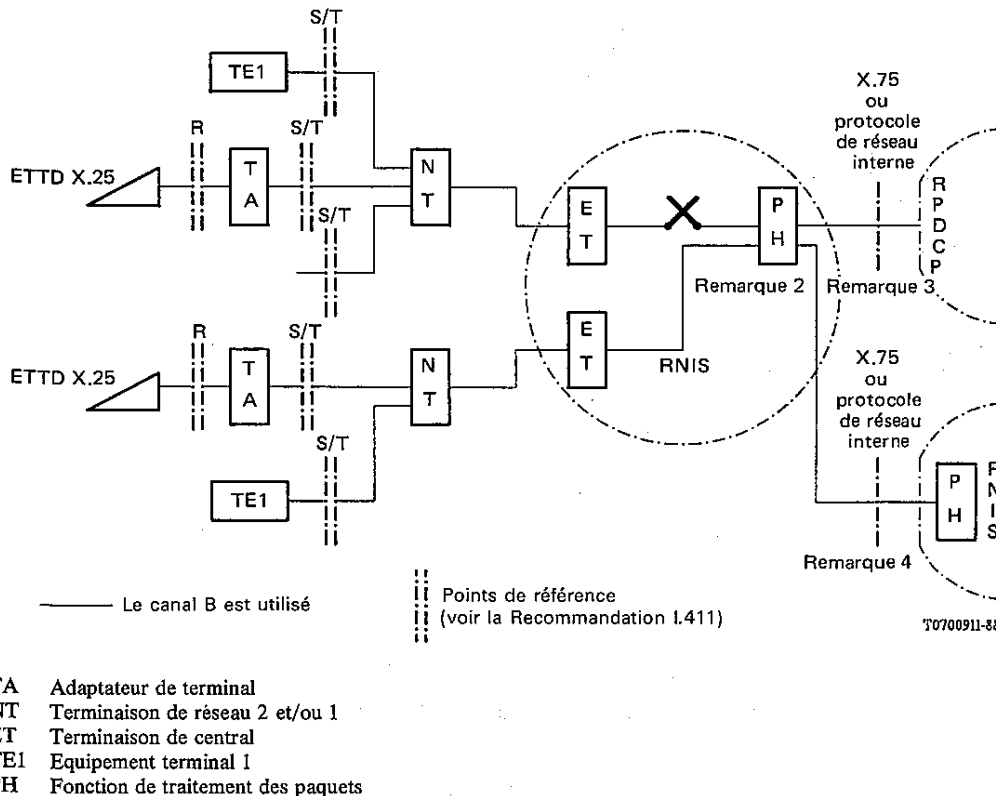 S/T
TE1
X.75
ou
protocole
de réseau
interne
R
S/T
ETTD X.25
T
A
N
T
S/T
E
T
P
H
R
P
D
C
P
Remarque 2
Remarque 3
R
S/T
ETTD X.25
T
A
N
T
E
T
RNIS
X.75
ou
protocole
de réseau
interne
S/T
TE1
P
H
R
N
I
S
Remarque 4
Le canal B est utilisé
Points de référence
(voir la Recommandation I.411)
T0700911-88
TA Adaptateur de terminal
NT Terminaison de réseau 2 et/ou 1
ET Terminaison de central
TE1 Equipement terminal 1
PH Fonction de traitement des paquets